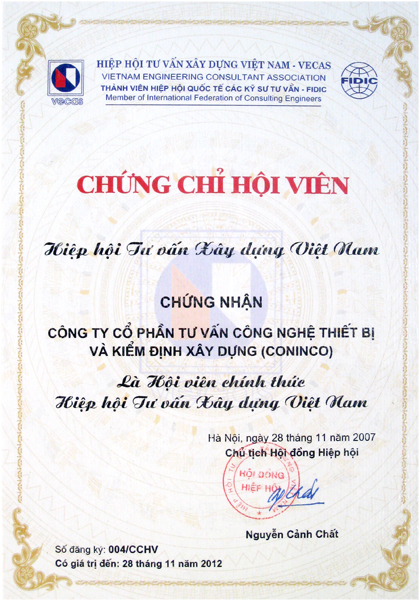 HIỆP HỘI TƯ VẤN XÂY DỰNG VIỆT NAM - VECAS
VIETNAM ENGINEERING CONSULTANT ASSOCIATION
THÀNH VIÊN HIỆP HỘI QUỐC TẾ CÁC KỸ SƯ TƯ VẤN - FIDIC
Member of International Federation of Consulting Engineers
vecas
FIDIC
CHỨNG CHỈ HỘI VIÊN
Hiệp hội Tư vấn Xây dựng Việt Nam
CHỨNG NHẬN
CÔNG TY CỔ PHẦN TƯ VẤN CÔNG NGHỆ THIẾT BỊ
VÀ KIỂM ĐỊNH XÂY DỰNG (CONINCO)
Là Hội viên chính thức
Hiệp hội Tư vấn Xây dựng Việt Nam
Hà Nội, ngày 28 tháng 11 năm 2007
Chủ tịch Hội đồng Hiệp hội
HỘI ĐỒNG
HIỆP HỘI
Nguyễn Cảnh Chất
Số đăng ký: 004/CCHV
Có giá trị đến: 28 tháng 11 năm 2012